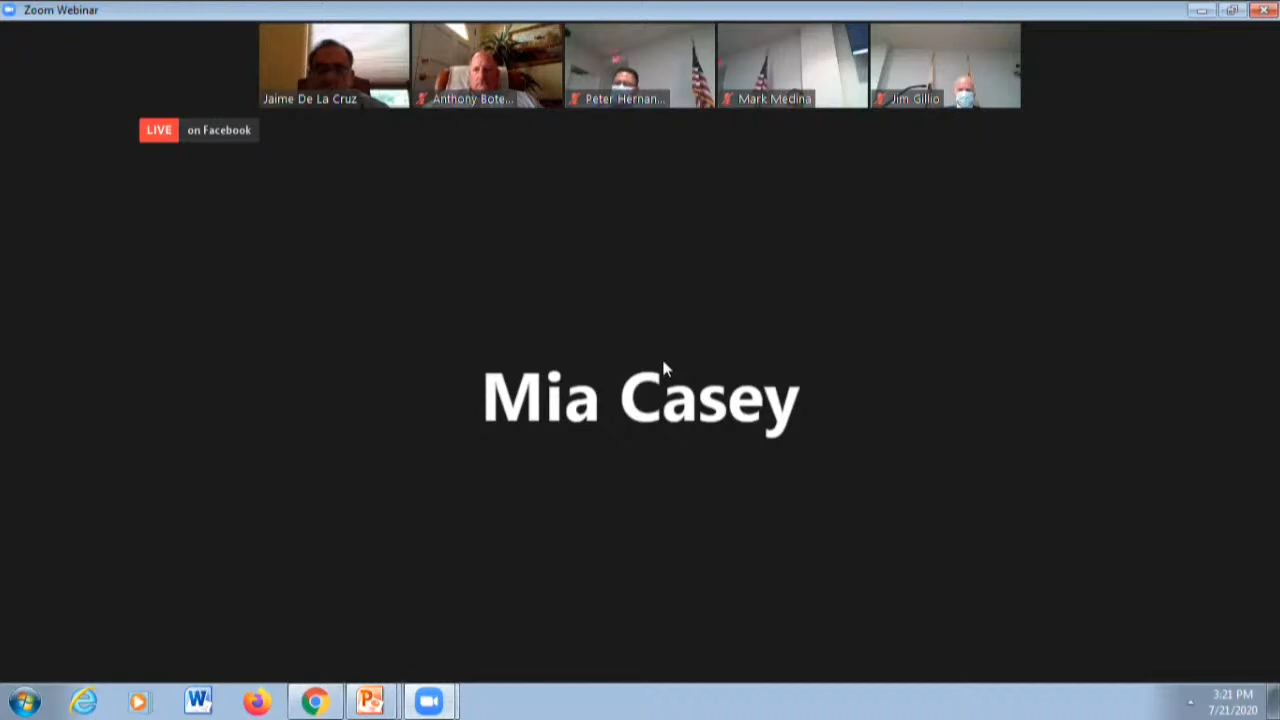 Zoom Webinar
Jaime De La Cruz
Anthony Bote...
Peter Hernan...
Mark Medina
Jim Gillio
LIVE on Facebook
Mia Casey
3:21 PM
7/21/2020